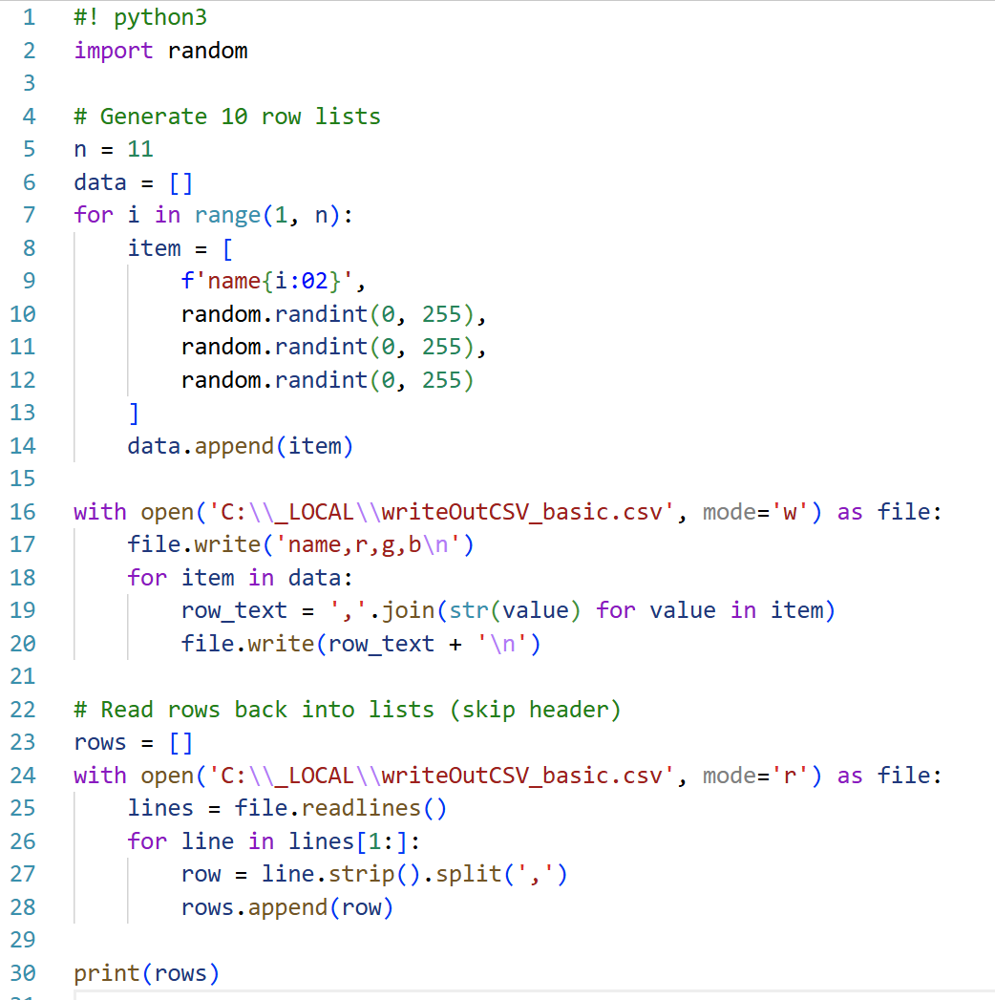 1 #! python3
2 import random
3
4 # Generate 10 row lists
5 n = 11
6 data = []
7 for i in range(1, n):
8     item = [
9         f'name{i:02}',
10         random.randint(0, 255),
11         random.randint(0, 255),
12         random.randint(0, 255)
13     ]
14     data.append(item)
15
16 with open('C:\\_LOCAL\\writeOutCSV_basic.csv', mode='w') as file:
17     file.write('name,r,g,b\n')
18     for item in data:
19         row_text = ','.join(str(value) for value in item)
20         file.write(row_text + '\n')
21
22 # Read rows back into lists (skip header)
23 rows = []
24 with open('C:\\_LOCAL\\writeOutCSV_basic.csv', mode='r') as file:
25     lines = file.readlines()
26     for line in lines[1:]:
27         row = line.strip().split(',')
28         rows.append(row)
29
30 print(rows)